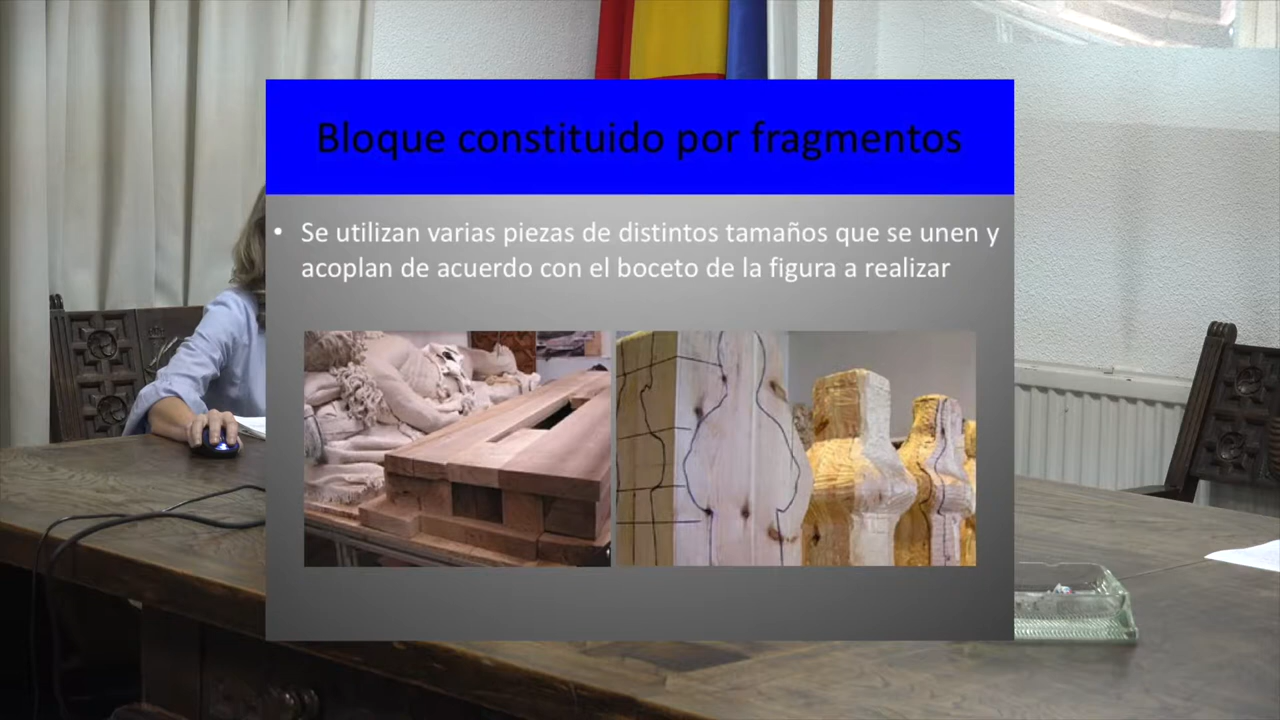 Bloque constituido por fragmentos
• Se utilizan varias piezas de distintos tamaños que se unen y
acoplan de acuerdo con el boceto de la figura a realizar